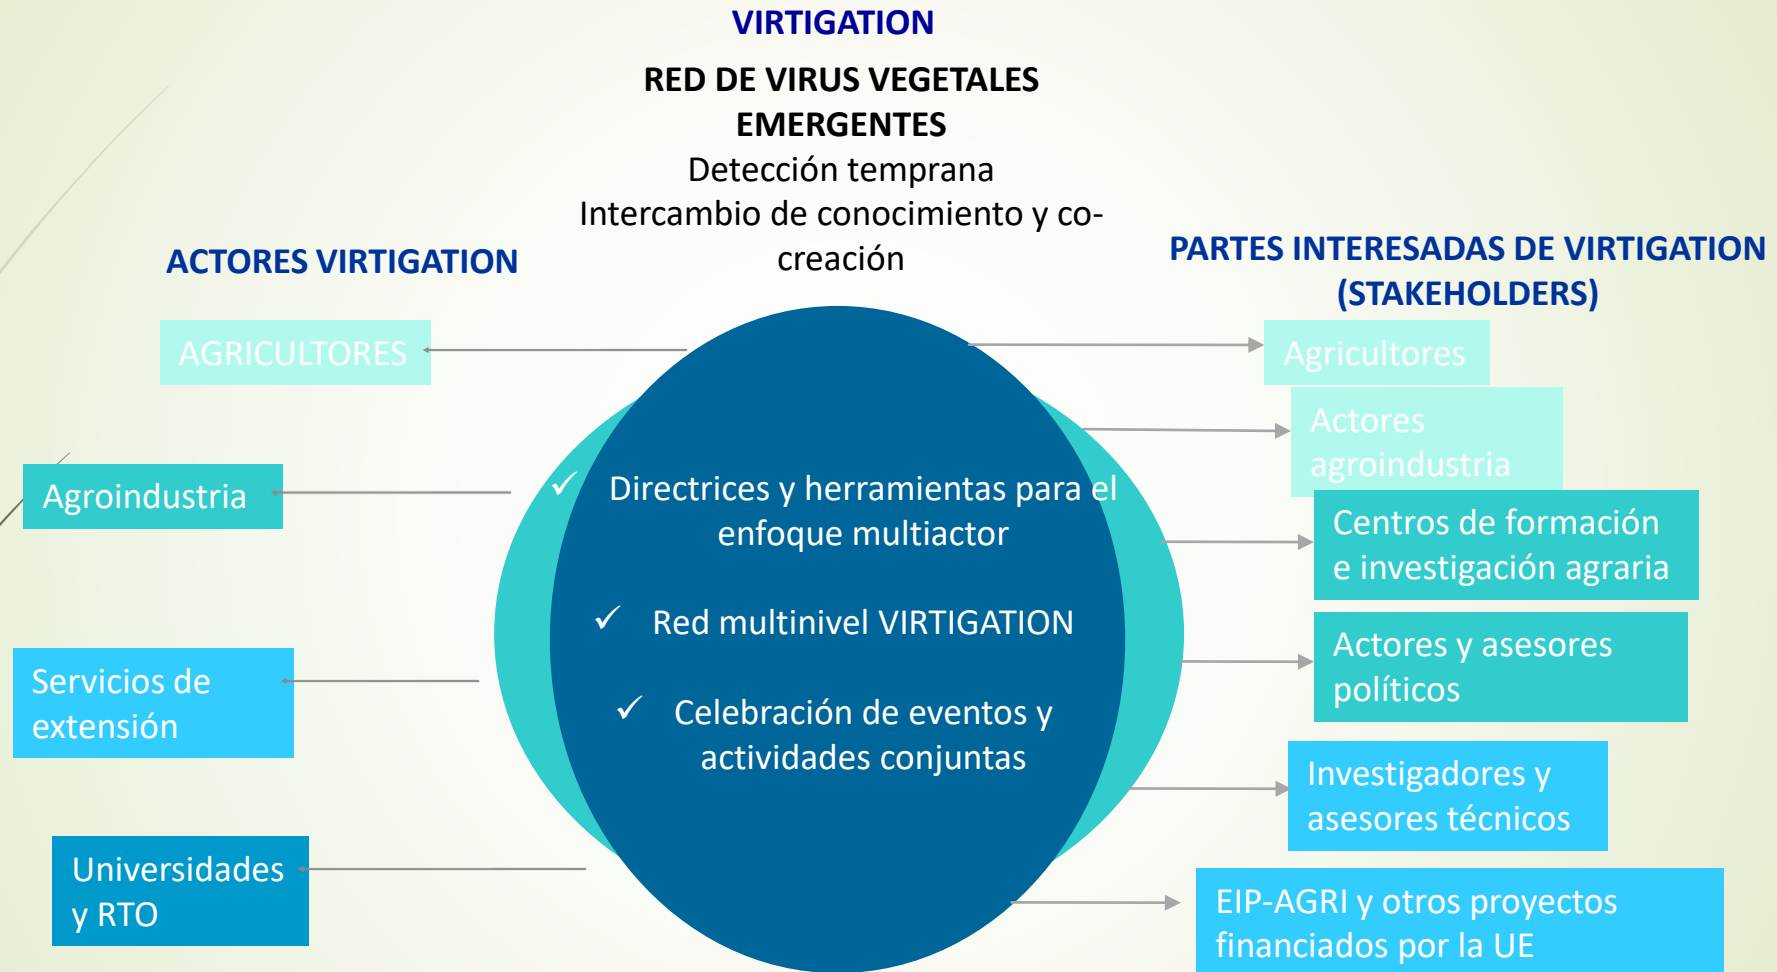 VIRTIGATION
RED DE VIRUS VEGETALES
EMERGENTES
Detección temprana
Intercambio de conocimiento y co-
creación
ACTORES VIRTIGATION
AGRICULTORES
Agroindustria
Servicios de
extensión
Universidades
y RTO
✓ Directrices y herramientas para el
enfoque multiactor
✓ Red multinivel VIRTIGATION
✓ Celebración de eventos y
actividades conjuntas
PARTES INTERESADAS DE VIRTIGATION
(STAKEHOLDERS)
Agricultores
Actores
agroindustria
Centros de formación
e investigación agraria
Actores y asesores
políticos
Investigadores y
asesores técnicos
EIP-AGRI y otros proyectos
financiados por la UE